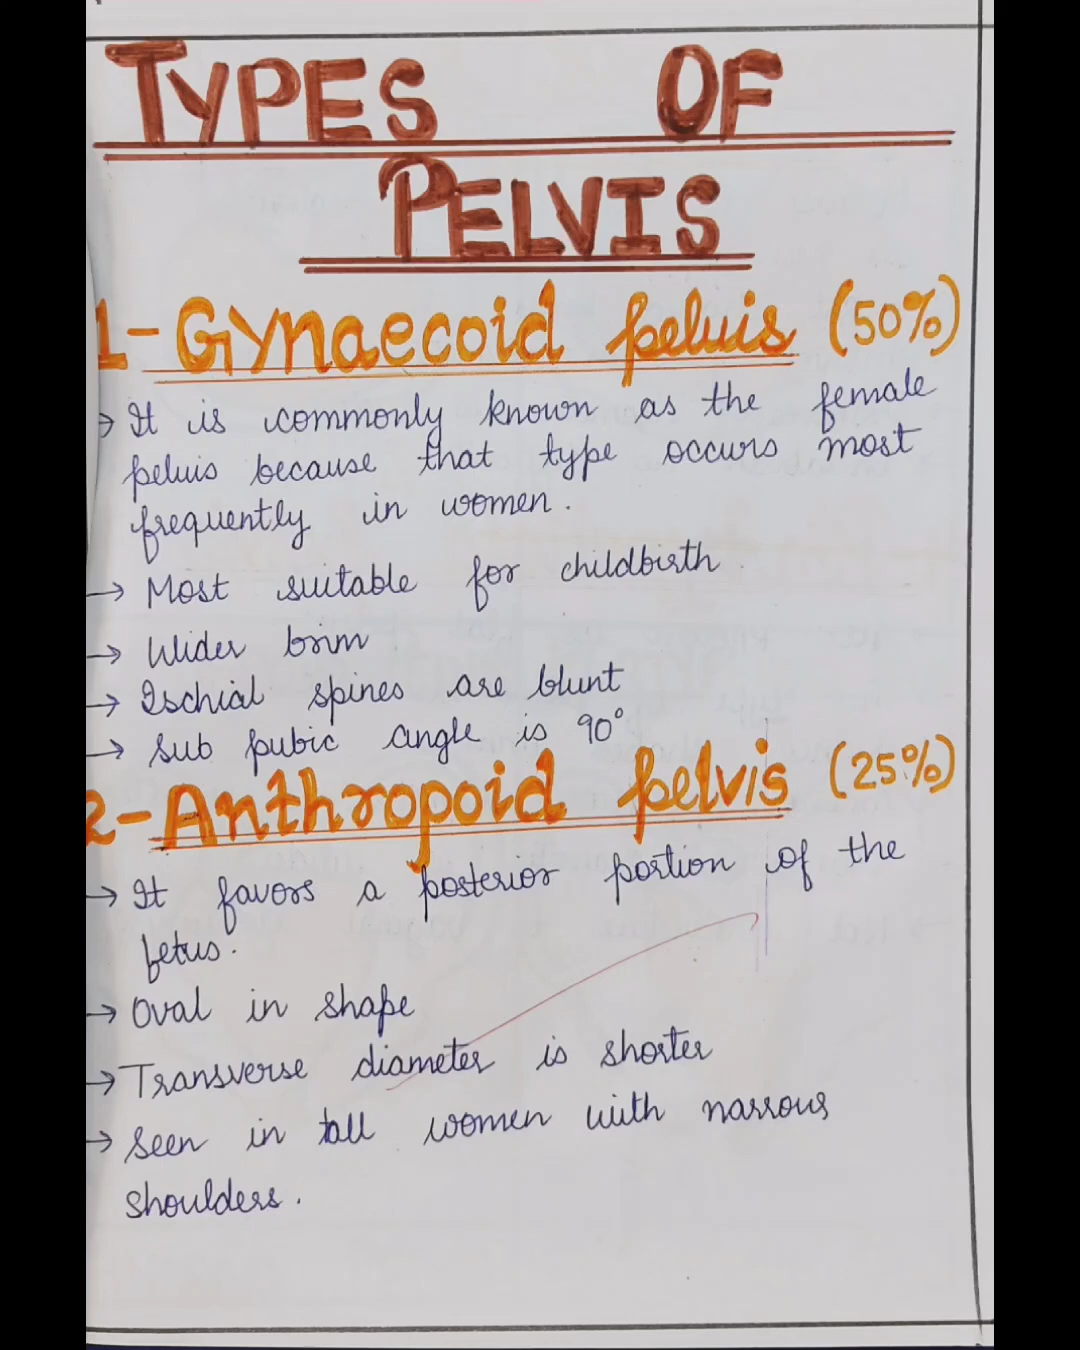 TYPES OF
PELVIS
1- Gynaecoid pelvis (50%)
→ It is commonly known as the female
pelvis because that type occurs most
frequently in women.
→ Most suitable for childbirth
→ Wider brim
→ Ischial spines are blunt
→ Sub pubic angle is 90°
2- Anthropoid pelvis (25%)
→ It favors a posterior portion of the
fetus.
→ Oval in shape
→ Transverse diameter is shorter
→ Seen in tall women with narrous
shoulders.